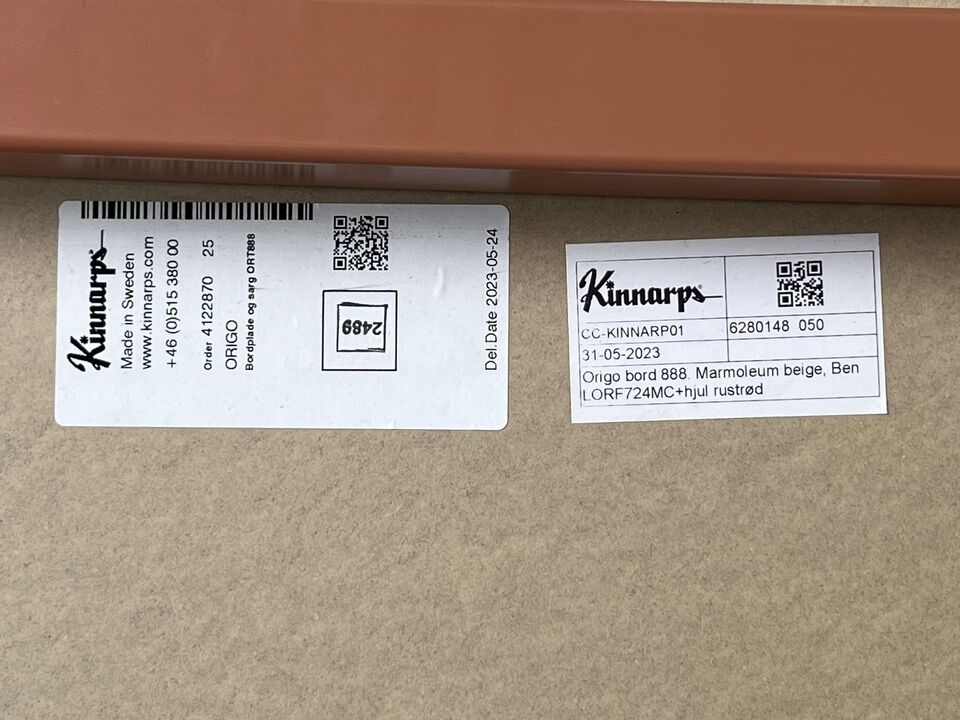 Kinnarps
Made in Sweden
www.kinnarps.com
+46 (0)515 380 00
Order 4122870 25
ORIGO
Bordplade og sarg ORT888
2489
Del.Date 2023-05-24
Kinnarps
CC-KINNARP01
6280148 050
31-05-2023
Origo bord 888. Marmoleum beige, Ben
LORF724MC+hjul rustrød